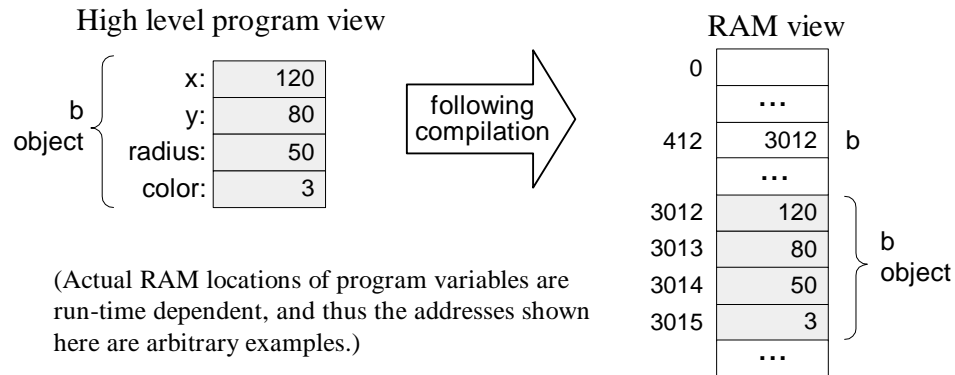 High level program view
b
object
x: 120
y: 80
radius: 50
color: 3
following
compilation
RAM view
0
...
412 3012 b
...
3012 120
3013 80
3014 50
3015 3
b
object
...
(Actual RAM locations of program variables are
run-time dependent, and thus the addresses shown
here are arbitrary examples.)